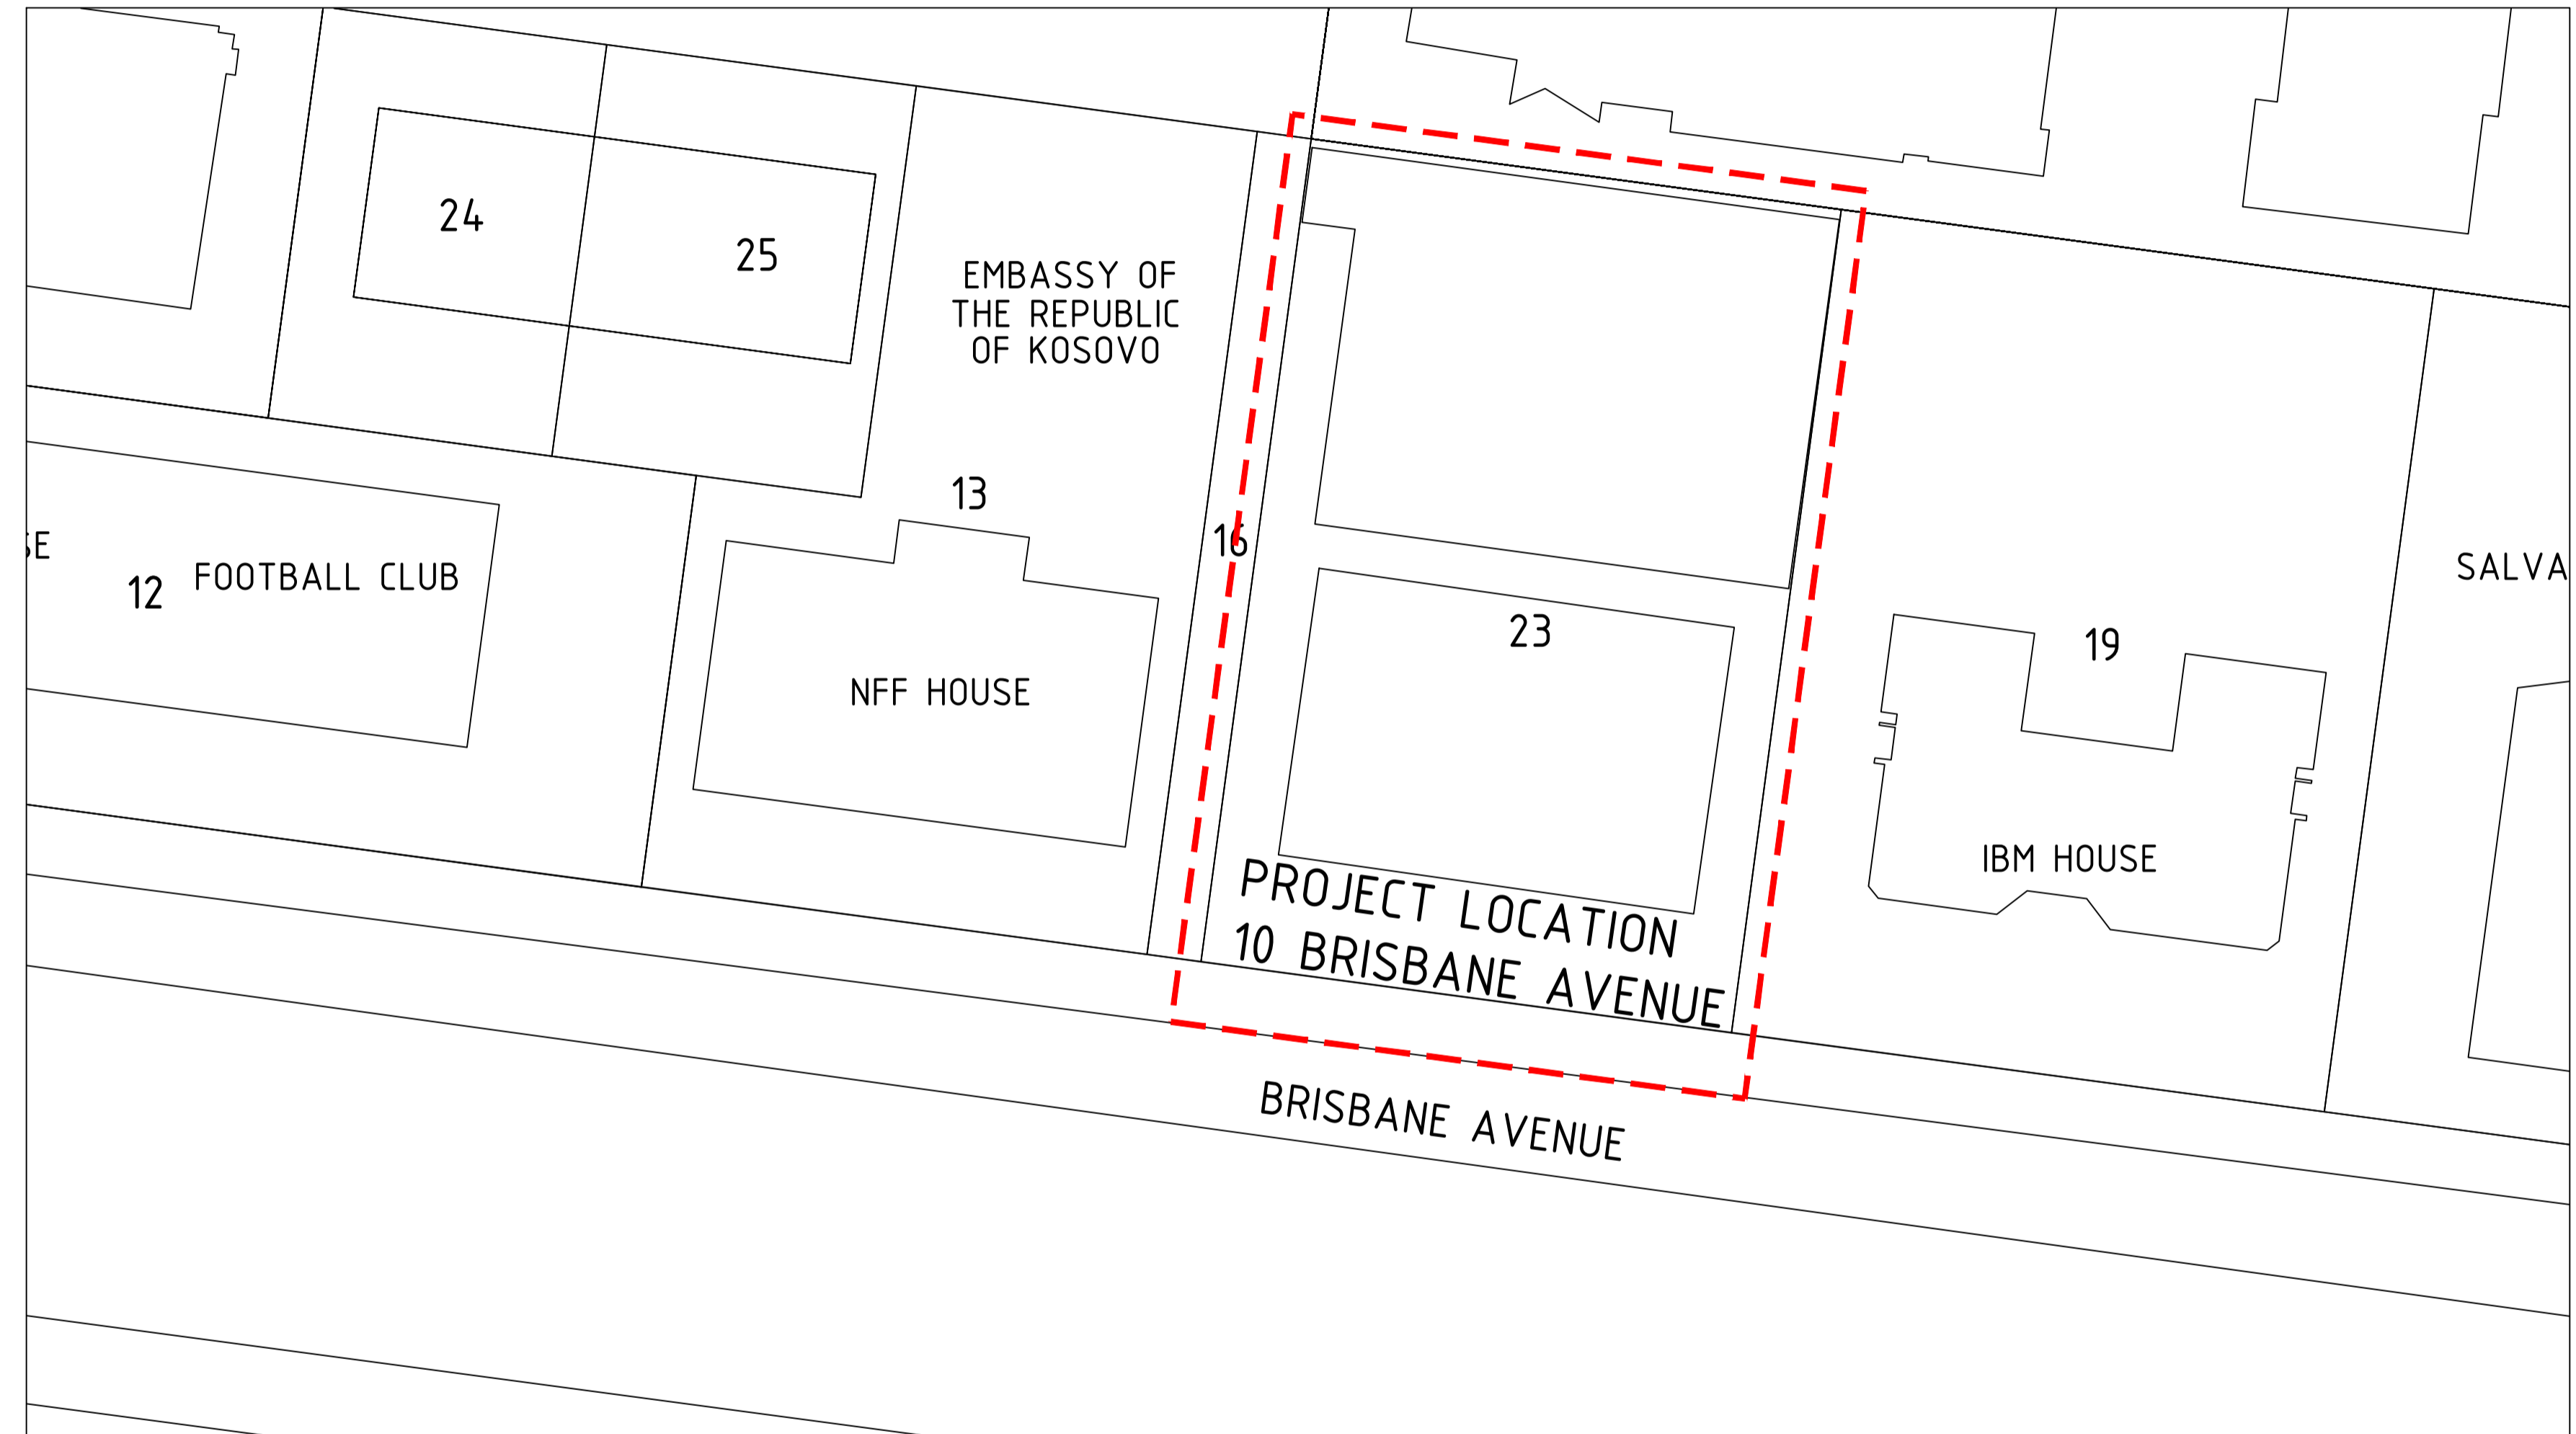 24
25
EMBASSY OF
THE REPUBLIC
OF KOSOVO
13
16
12
FOOTBALL CLUB
NFF HOUSE
23
19
SALVA
IBM HOUSE
PROJECT LOCATION
10 BRISBANE AVENUE
BRISBANE AVENUE